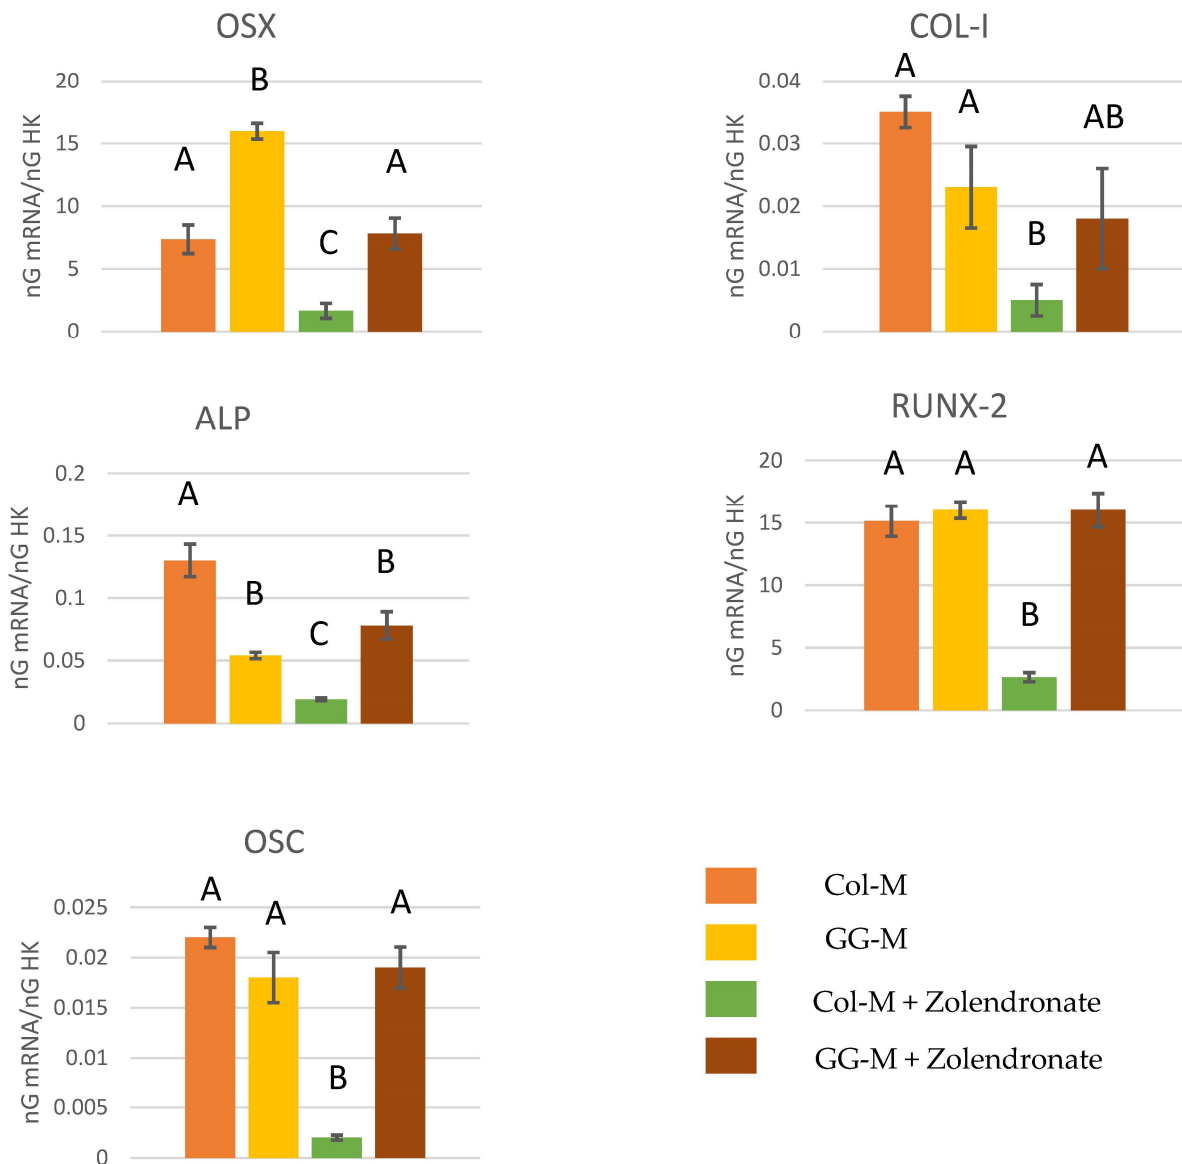 OSX
nG mRNA/nG HK
20
15
10
5
0
A
B
C
A
COL-I
nG mRNA/nG HK
0.04
0.03
0.02
0.01
0
A
A
B
AB
ALP
nG mRNA/nG HK
0.2
0.15
0.1
0.05
0
A
B
C
B
RUNX-2
nG mRNA/nG HK
20
15
10
5
0
A
A
B
A
OSC
nG mRNA/nG HK
0.025
0.02
0.015
0.01
0.005
0
A
A
B
A
Col-M
GG-M
Col-M + Zolendronate
GG-M + Zolendronate